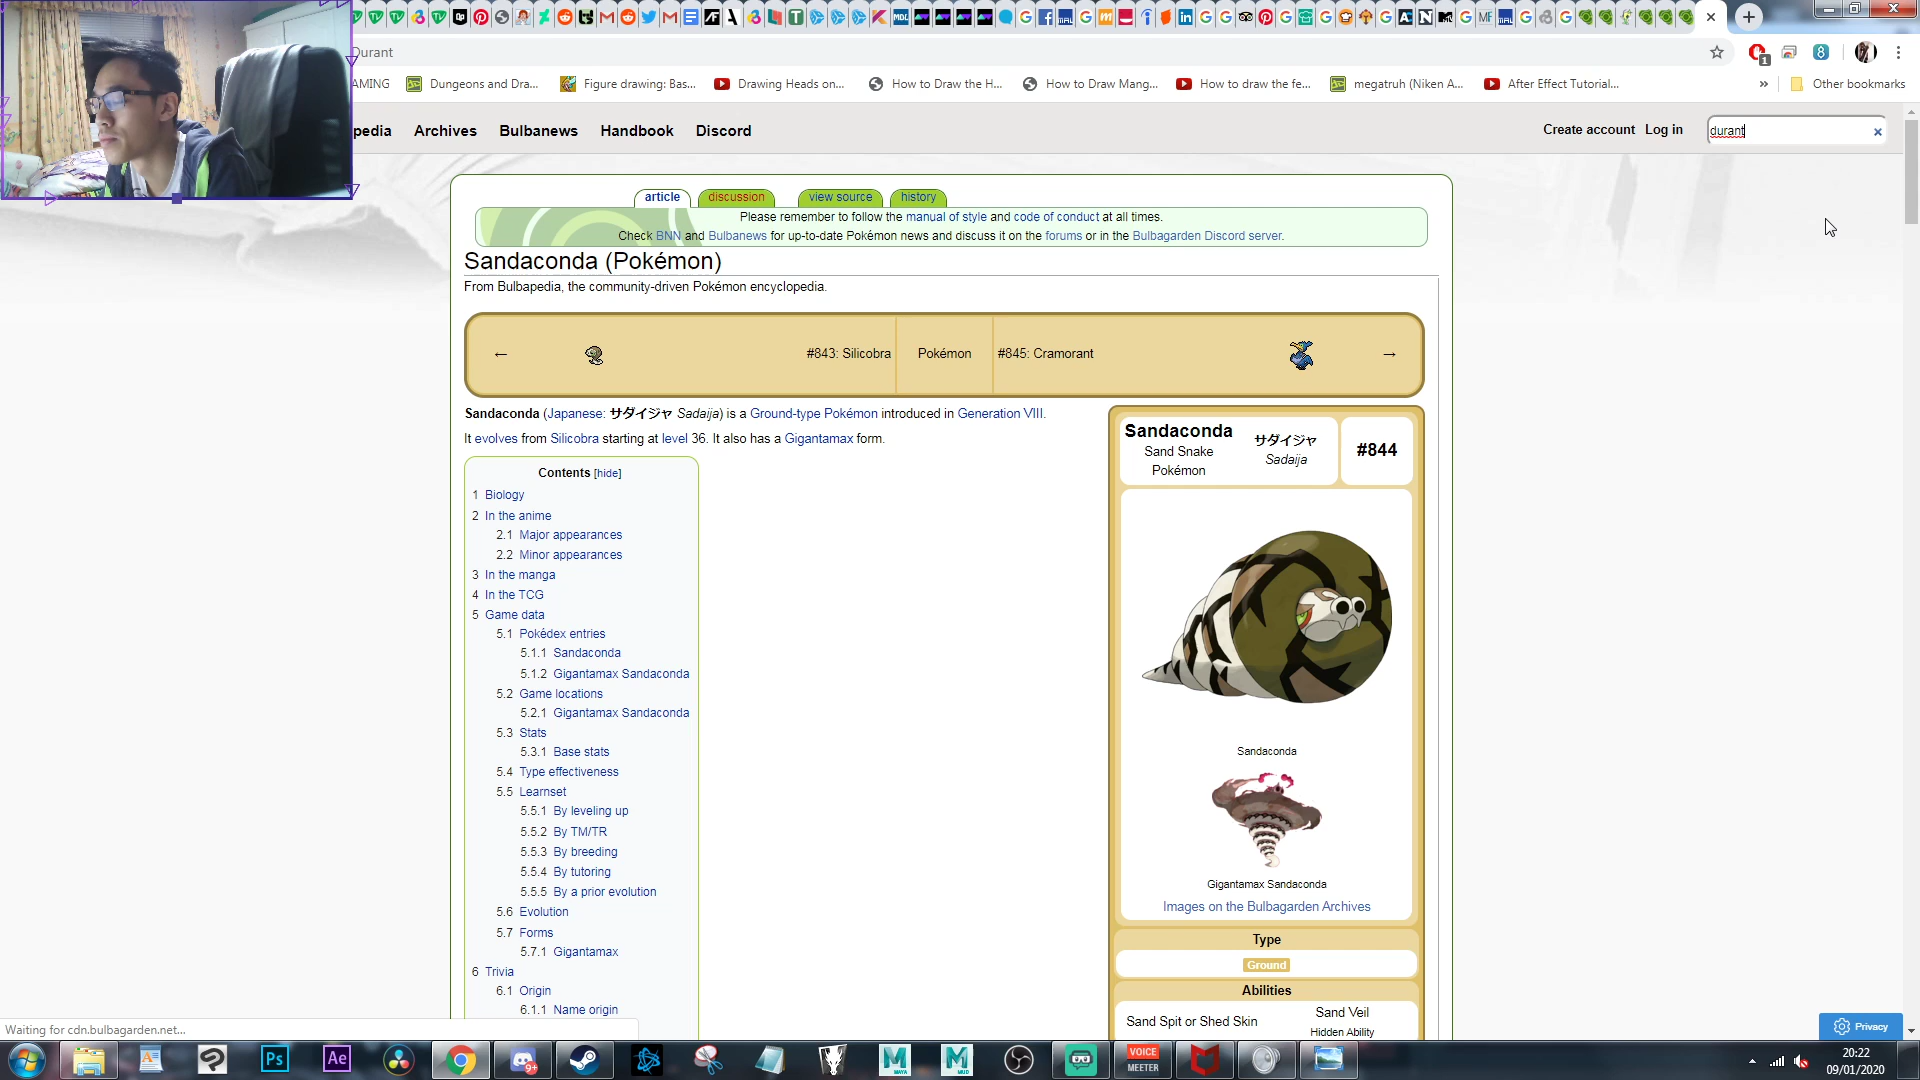 Durant
AMING
Dungeons and Dra...
Figure drawing: Bas...
Drawing Heads on...
How to Draw the H...
How to Draw Mang...
How to draw the fe...
megatruh (Niken A...
After Effect Tutorial...
»
Other bookmarks
pedia
Archives
Bulbanews
Handbook
Discord
Create account
Log in
durant
article
discussion
view source
history
Please remember to follow the manual of style and code of conduct at all times.
Check BNN and Bulbanews for up-to-date Pokémon news and discuss it on the forums or in the Bulbagarden Discord server.
Sandaconda (Pokémon)
From Bulbapedia, the community-driven Pokémon encyclopedia.
← #843: Silicobra Pokémon #845: Cramorant →
Sandaconda (Japanese: サダイジャ Sadaija) is a Ground-type Pokémon introduced in Generation VIII.
It evolves from Silicobra starting at level 36. It also has a Gigantamax form.
Contents [hide]
1 Biology
2 In the anime
2.1 Major appearances
2.2 Minor appearances
3 In the manga
4 In the TCG
5 Game data
5.1 Pokédex entries
5.1.1 Sandaconda
5.1.2 Gigantamax Sandaconda
5.2 Game locations
5.2.1 Gigantamax Sandaconda
5.3 Stats
5.3.1 Base stats
5.4 Type effectiveness
5.5 Learnset
5.5.1 By leveling up
5.5.2 By TM/TR
5.5.3 By breeding
5.5.4 By tutoring
5.5.5 By a prior evolution
5.6 Evolution
5.7 Forms
5.7.1 Gigantamax
6 Trivia
6.1 Origin
6.1.1 Name origin
Sandaconda
Sand Snake
Pokémon
サダイジャ
Sadaija
#844
Sandaconda
Gigantamax Sandaconda
Images on the Bulbagarden Archives
Type
Ground
Abilities
Sand Spit or Shed Skin
Sand Veil
Hidden Ability
Waiting for cdn.bulbagarden.net...
Privacy
Ps
Ae
9+
MAYA
MUD
VOICE
MEETER
20:22
09/01/2020